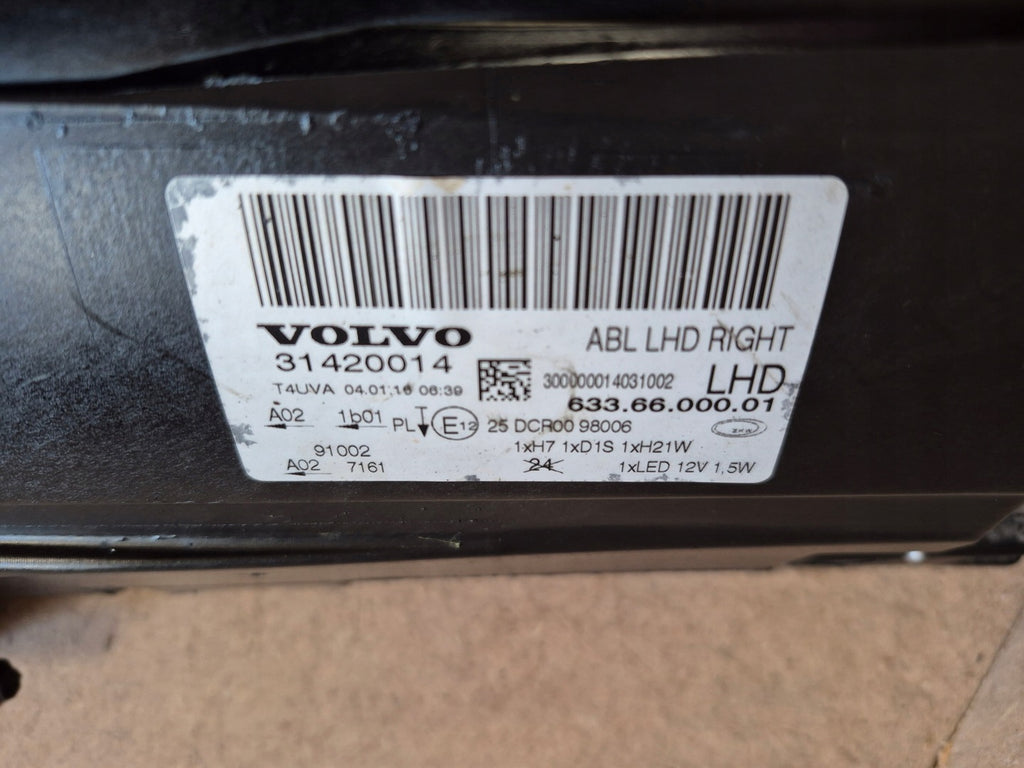 VOLVO ABL LHD RIGHT
31420014 300000014031002 LHD
T4UVA 04.01.16 06:39 633.66.000.01
A02 1b01 PL E12 25 DCR00 98006 ZKW
91002 1xH7 1xD1S 1xH21W
A02 7161 24 1xLED 12V 1,5W